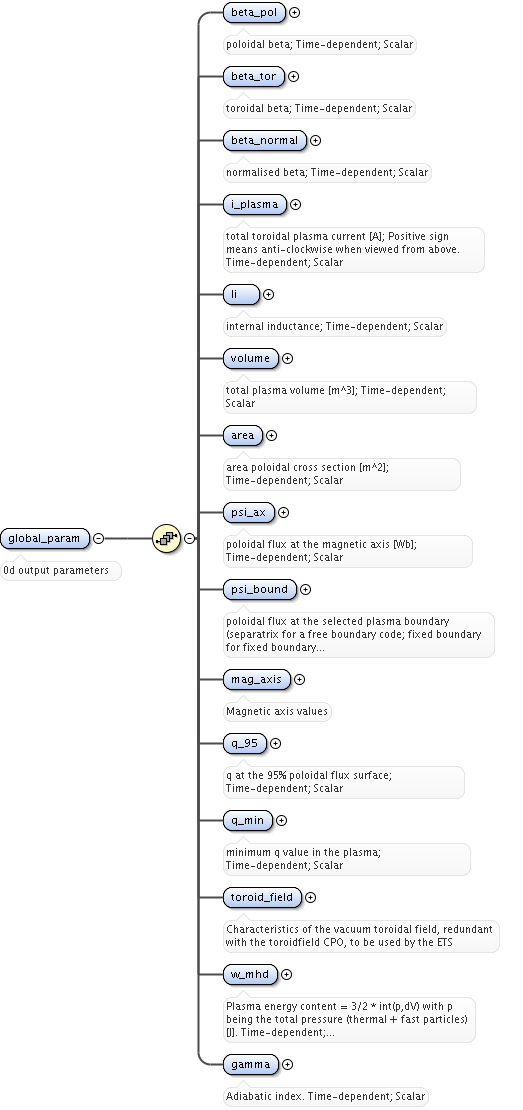 beta_pol
poloidal beta; Time-dependent; Scalar
beta_tor
toroidal beta; Time-dependent; Scalar
beta_normal
normalised beta; Time-dependent; Scalar
i_plasma
total toroidal plasma current [A]; Positive sign
means anti-clockwise when viewed from above.
Time-dependent; Scalar
li
internal inductance; Time-dependent; Scalar
volume
total plasma volume [m^3]; Time-dependent;
Scalar
area
area poloidal cross section [m^2];
Time-dependent; Scalar
psi_ax
poloidal flux at the magnetic axis [Wb];
Time-dependent; Scalar
global_param
0d output parameters
psi_bound
poloidal flux at the selected plasma boundary
(separatrix for a free boundary code; fixed boundary
for fixed boundary...
mag_axis
Magnetic axis values
q_95
q at the 95% poloidal flux surface;
Time-dependent; Scalar
q_min
minimum q value in the plasma;
Time-dependent; Scalar
toroid_field
Characteristics of the vacuum toroidal field, redundant
with the toroidfield CPO, to be used by the ETS
w_mhd
Plasma energy content = 3/2 * int(p,dV) with p
being the total pressure (thermal + fast particles)
[J]. Time-dependent;...
gamma
Adiabatic index. Time-dependent; Scalar